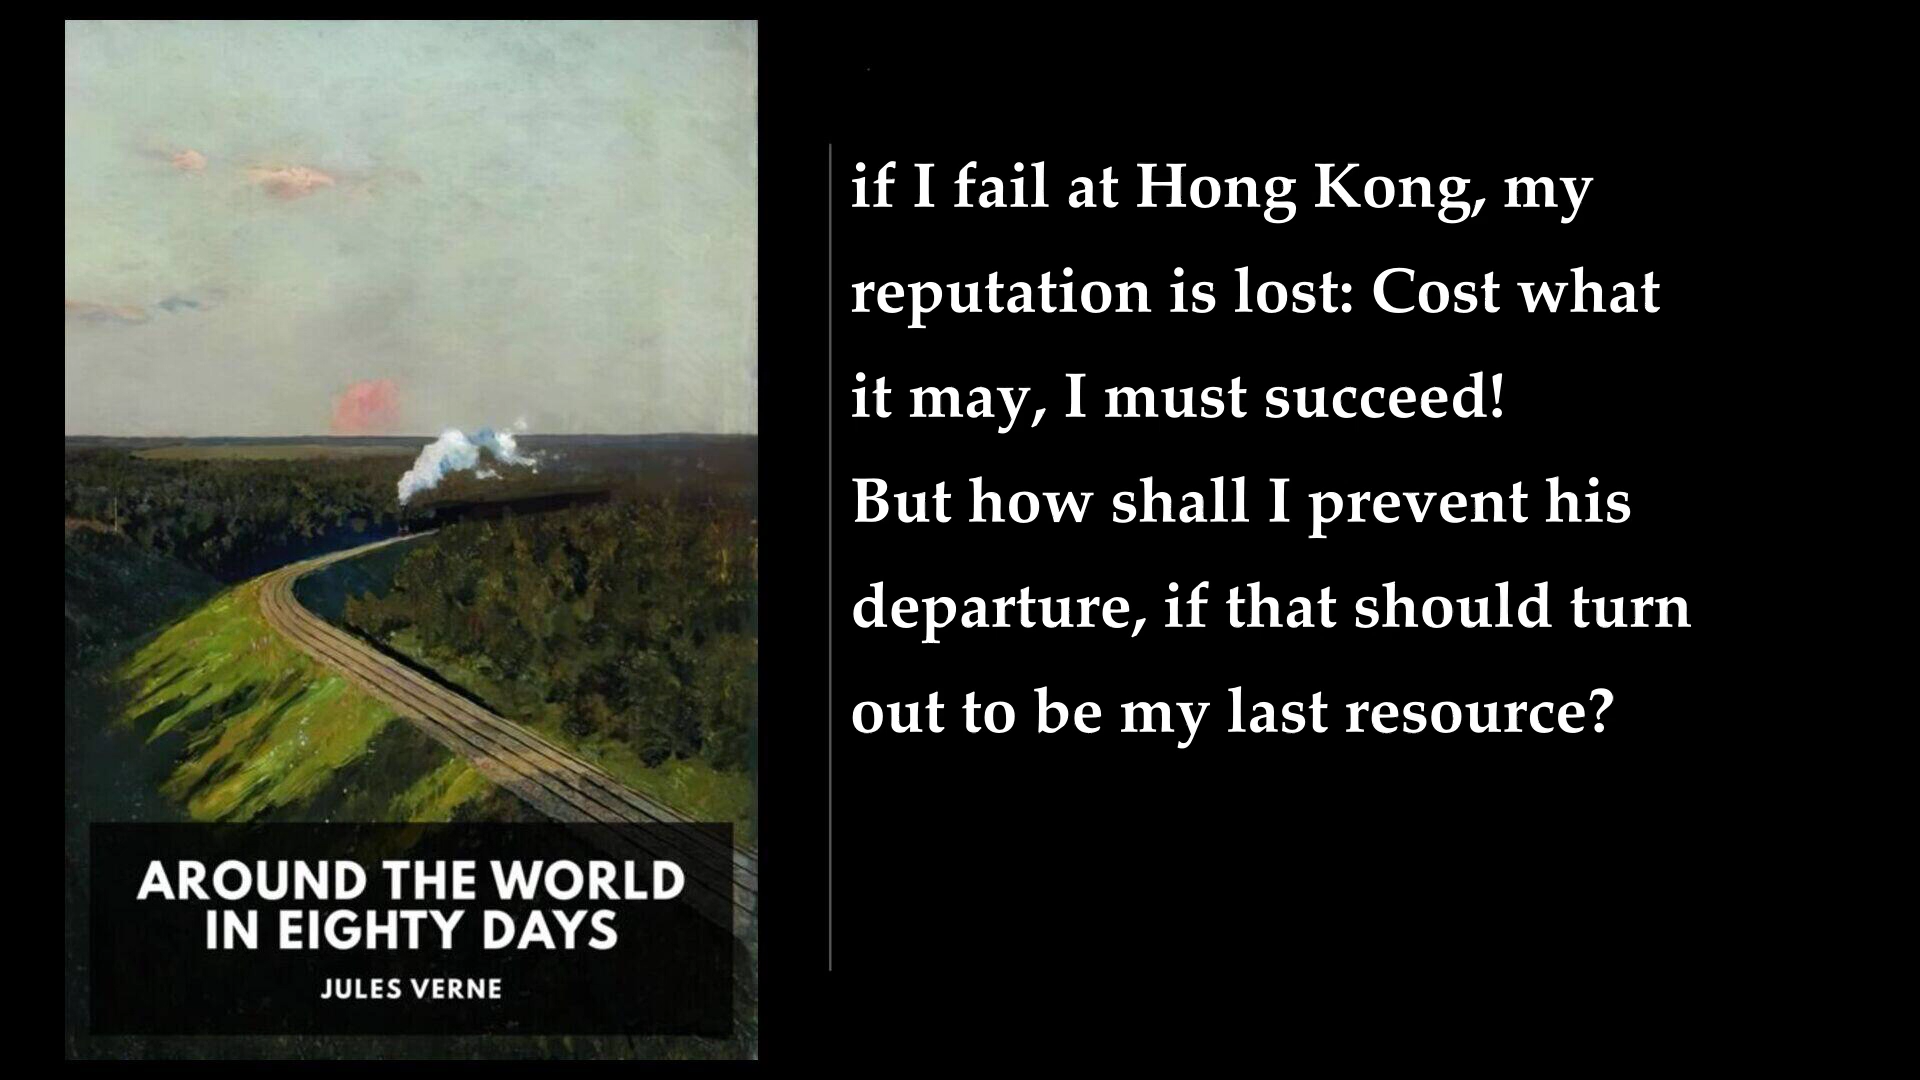 if I fail at Hong Kong, my
reputation is lost: Cost what
it may, I must succeed!
But how shall I prevent his
departure, if that should turn
out to be my last resource?
AROUND THE WORLD
IN EIGHTY DAYS
JULES VERNE